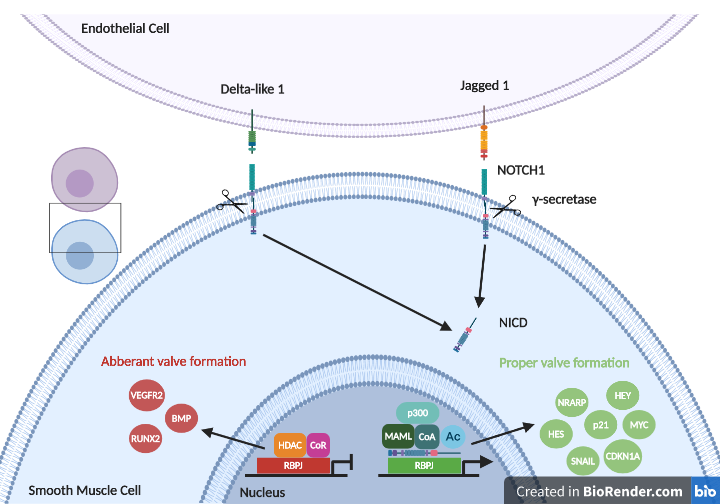 Endothelial Cell
Delta-like 1
Jagged 1
NOTCH1
γ-secretase
NICD
Abberant valve formation
Proper valve formation
VEGFR2
BMP
RUNX2
HDAC
CoR
RBPJ
p300
MAML
CoA
Ac
RBPJ
NRARP
HEY
HES
p21
MYC
SNAIL
CDKN1A
Smooth Muscle Cell
Nucleus
Created in BioRender.com
bio